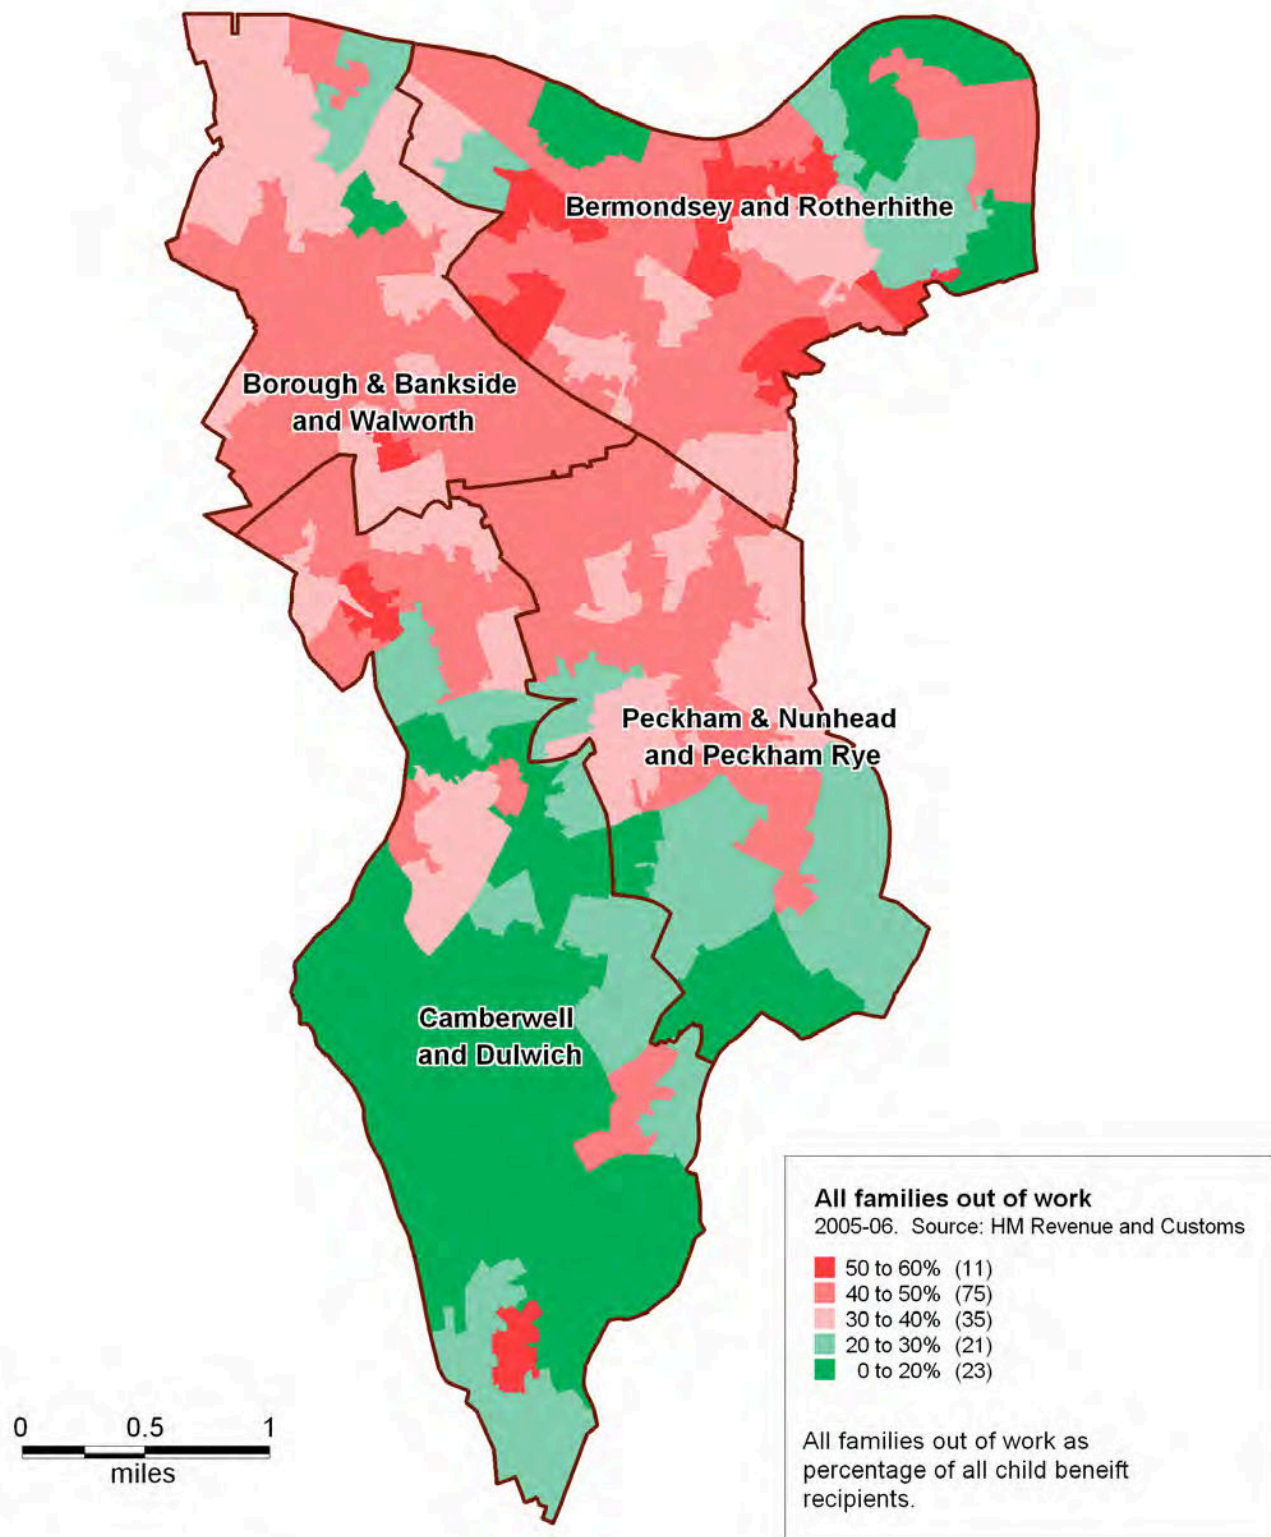 Bermondsey and Rotherhithe
Borough & Bankside
and Walworth
Peckham & Nunhead
and Peckham Rye
Camberwell
and Dulwich
All families out of work
2005-06. Source: HM Revenue and Customs
50 to 60% (11)
40 to 50% (75)
30 to 40% (35)
20 to 30% (21)
0 to 20% (23)
0 0.5 1
miles
All families out of work as
percentage of all child beneift
recipients.